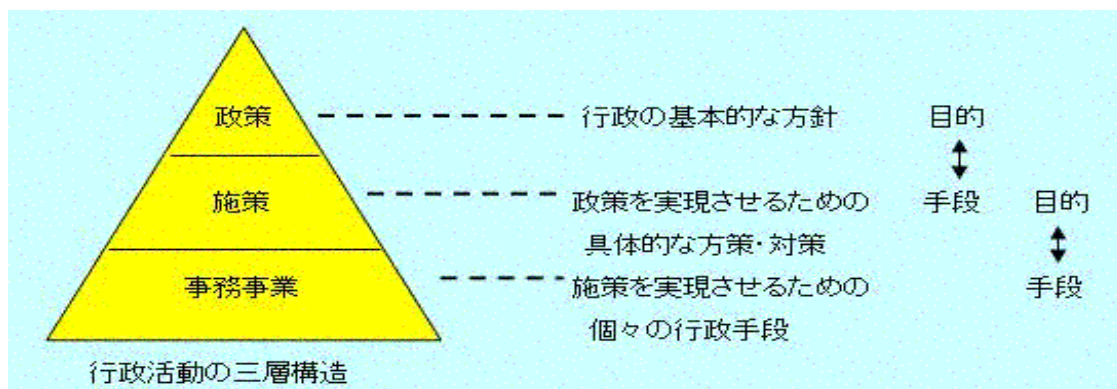 政策 行政の基本的な方針 目的
施策 政策を実現させるための 手段 目的
具体的な方策・対策
事務事業 施策を実現させるための 手段
個々の行政手段
行政活動の三層構造